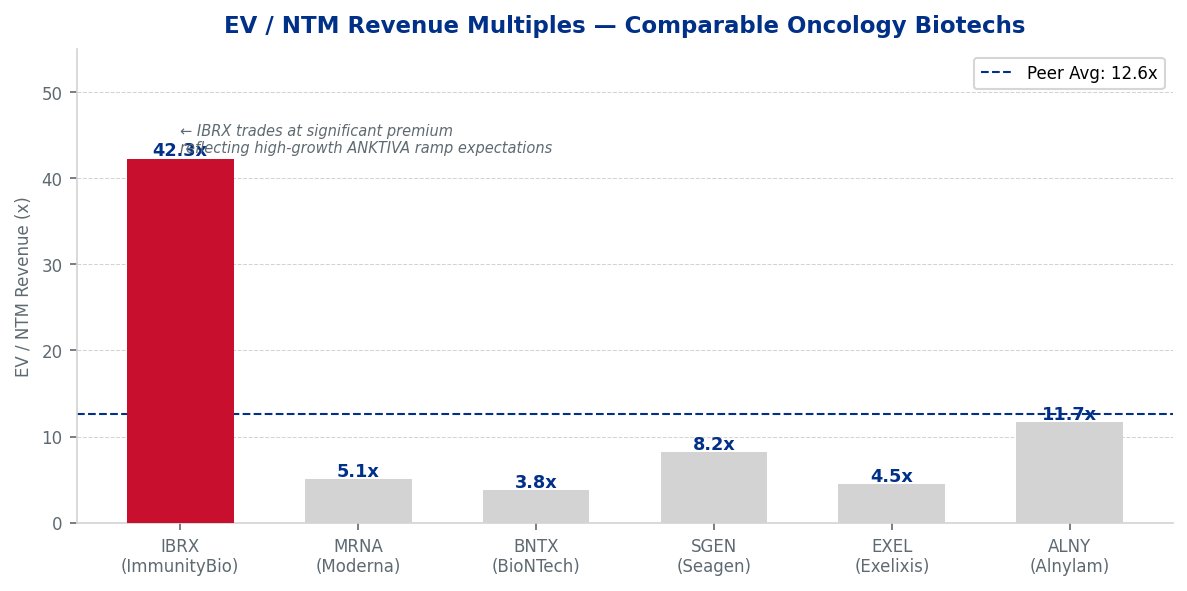 EV / NTM Revenue Multiples — Comparable Oncology Biotechs
Peer Avg: 12.6x
← IBRX trades at significant premium
reflecting high-growth ANKTIVA ramp expectations
EV / NTM Revenue (x)
50
40
30
20
10
0
42.3x
5.1x
3.8x
8.2x
4.5x
11.7x
IBRX
(ImmunityBio)
MRNA
(Moderna)
BNTX
(BioNTech)
SGEN
(Seagen)
EXEL
(Exelixis)
ALNY
(Alnylam)